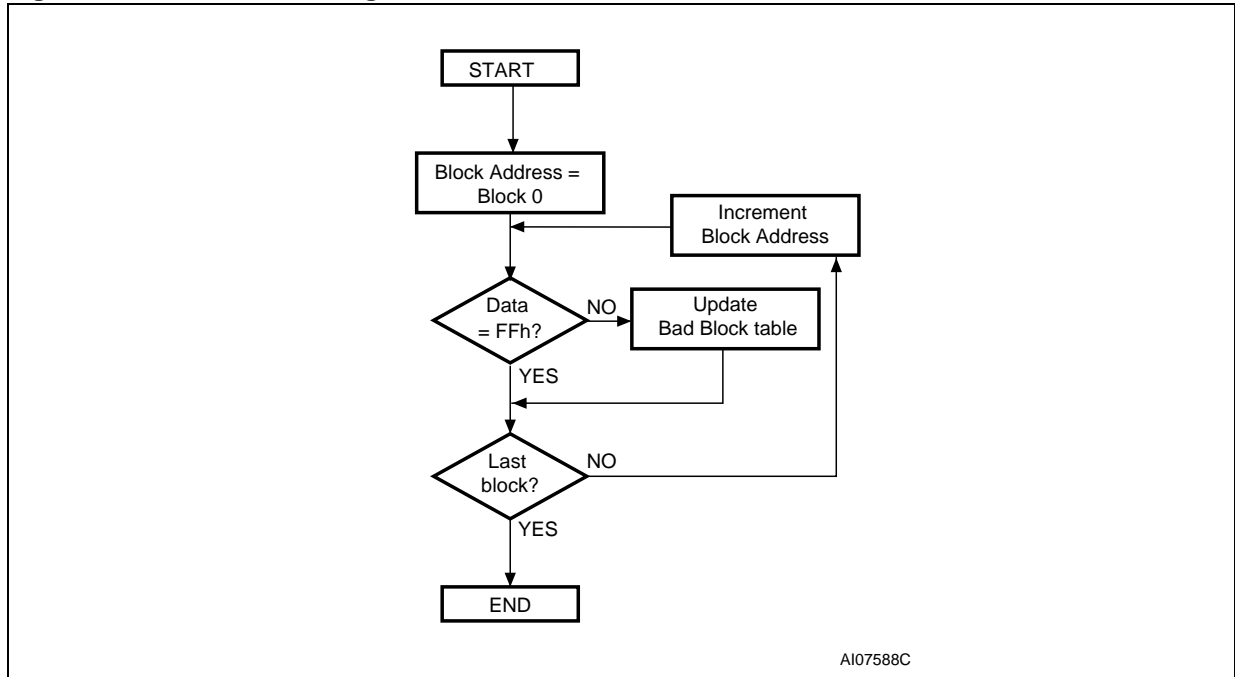 START
Block Address =
Block 0
Increment
Block Address
Data
= FFh?
NO
Update
Bad Block table
YES
Last
block?
NO
YES
END
AI07588C